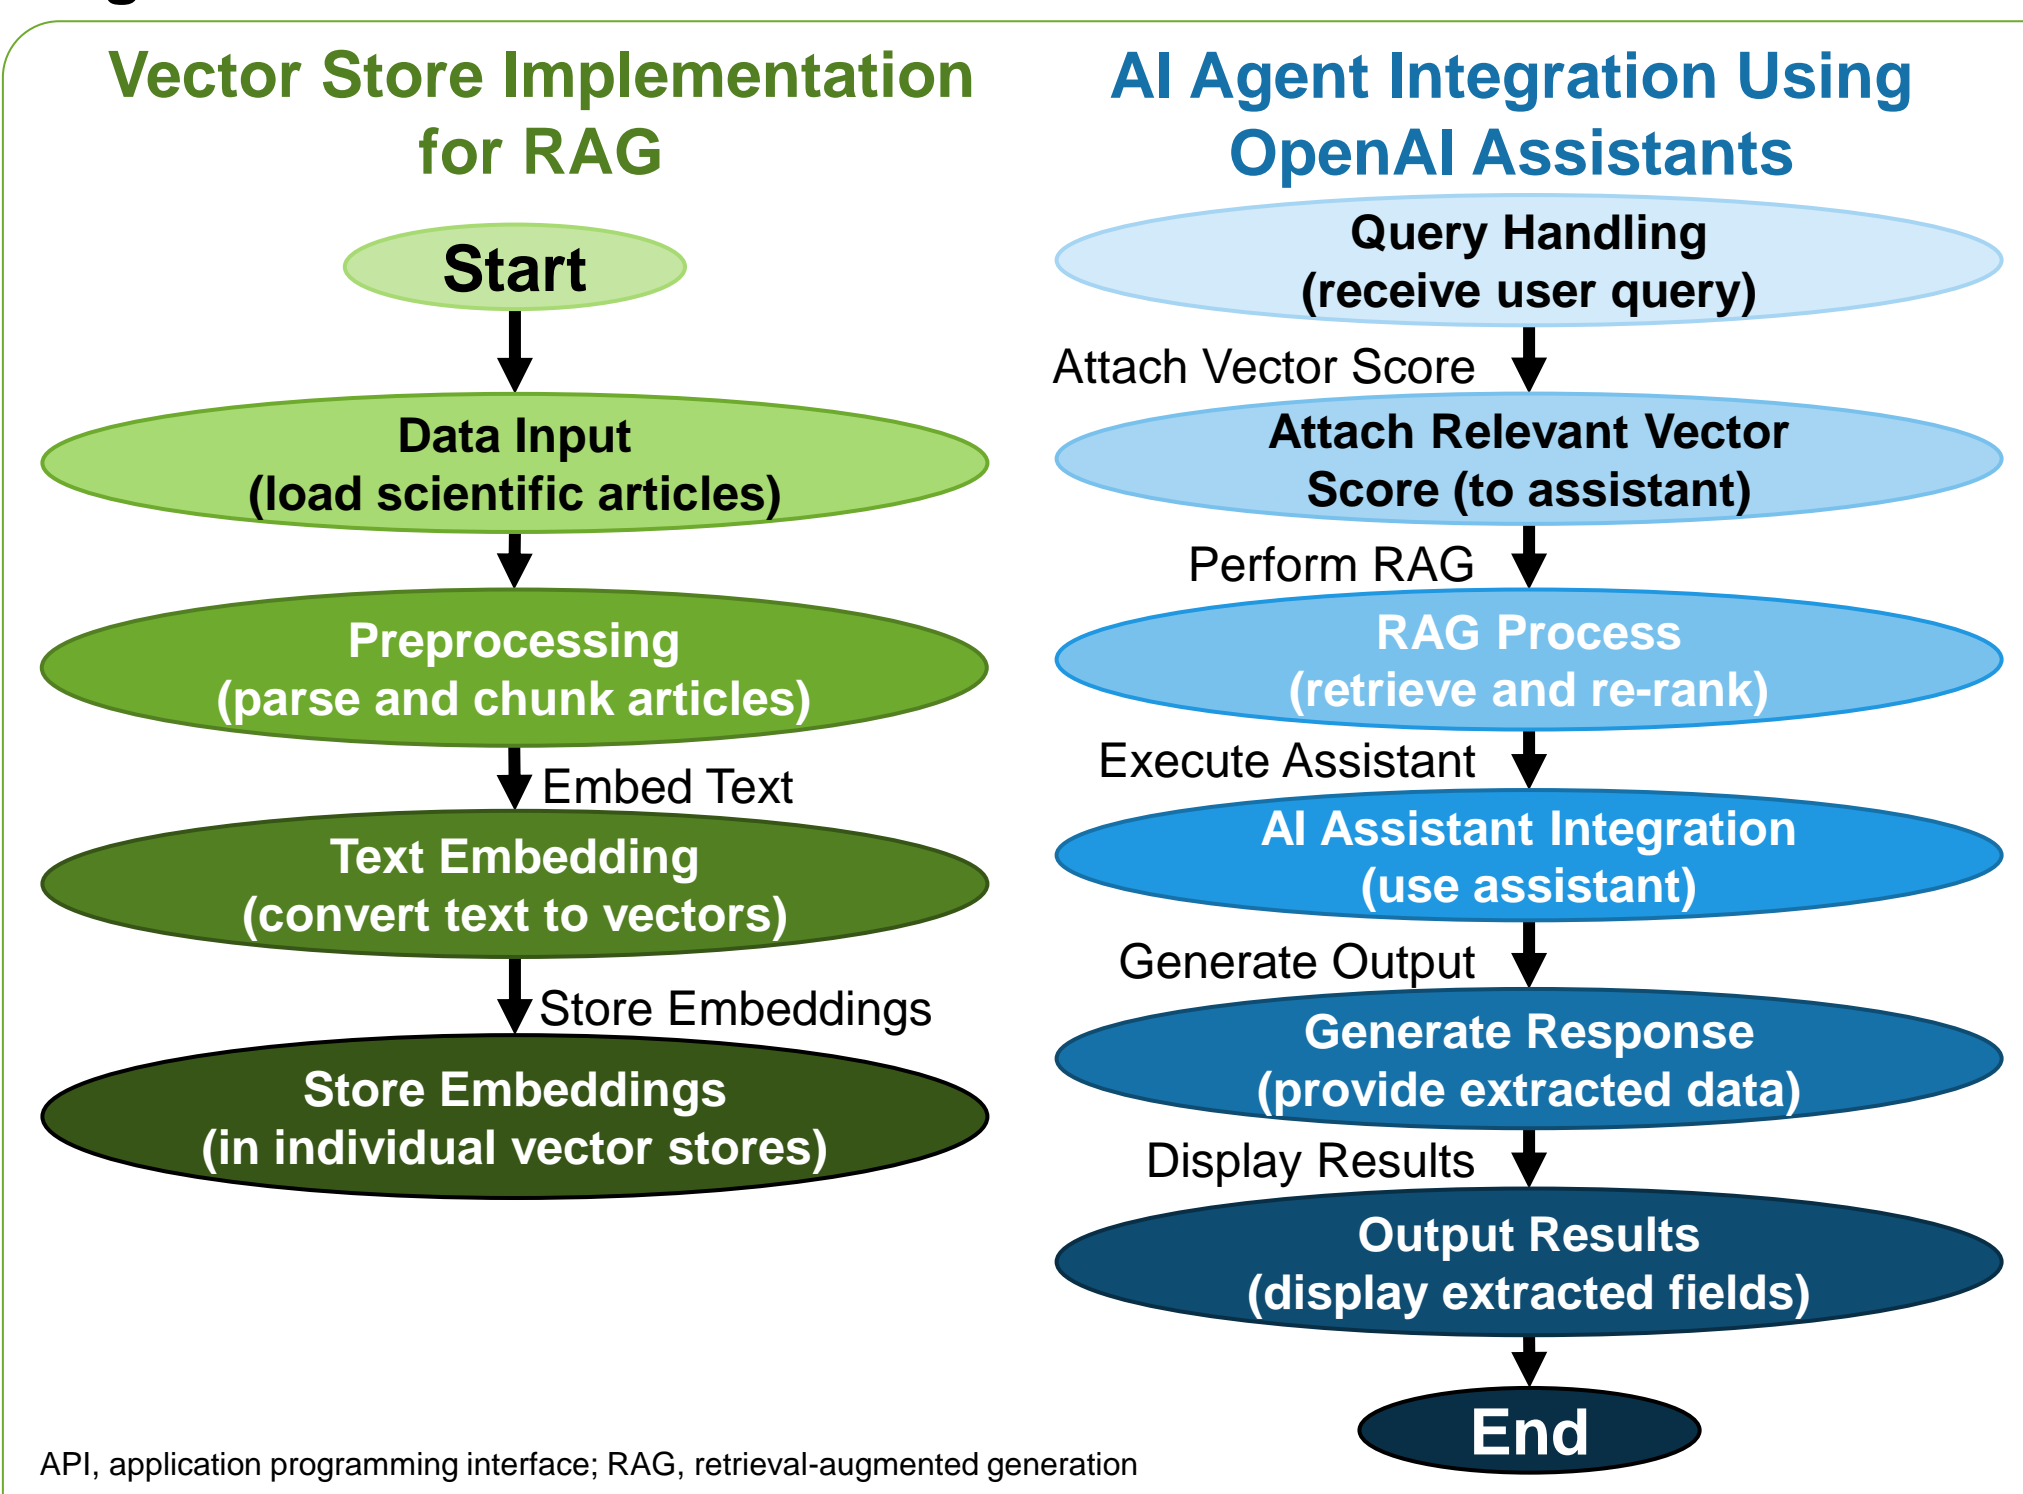 Vector Store Implementation
for RAG
Start
Data Input
(load scientific articles)
Preprocessing
(parse and chunk articles)
Embed Text
Text Embedding
(convert text to vectors)
Store Embeddings
Store Embeddings
(in individual vector stores)
AI Agent Integration Using
OpenAI Assistants
Query Handling
(receive user query)
Attach Vector Score
Attach Relevant Vector
Score (to assistant)
Perform RAG
RAG Process
(retrieve and re-rank)
Execute Assistant
AI Assistant Integration
(use assistant)
Generate Output
Generate Response
(provide extracted data)
Display Results
Output Results
(display extracted fields)
End
API, application programming interface; RAG, retrieval-augmented generation